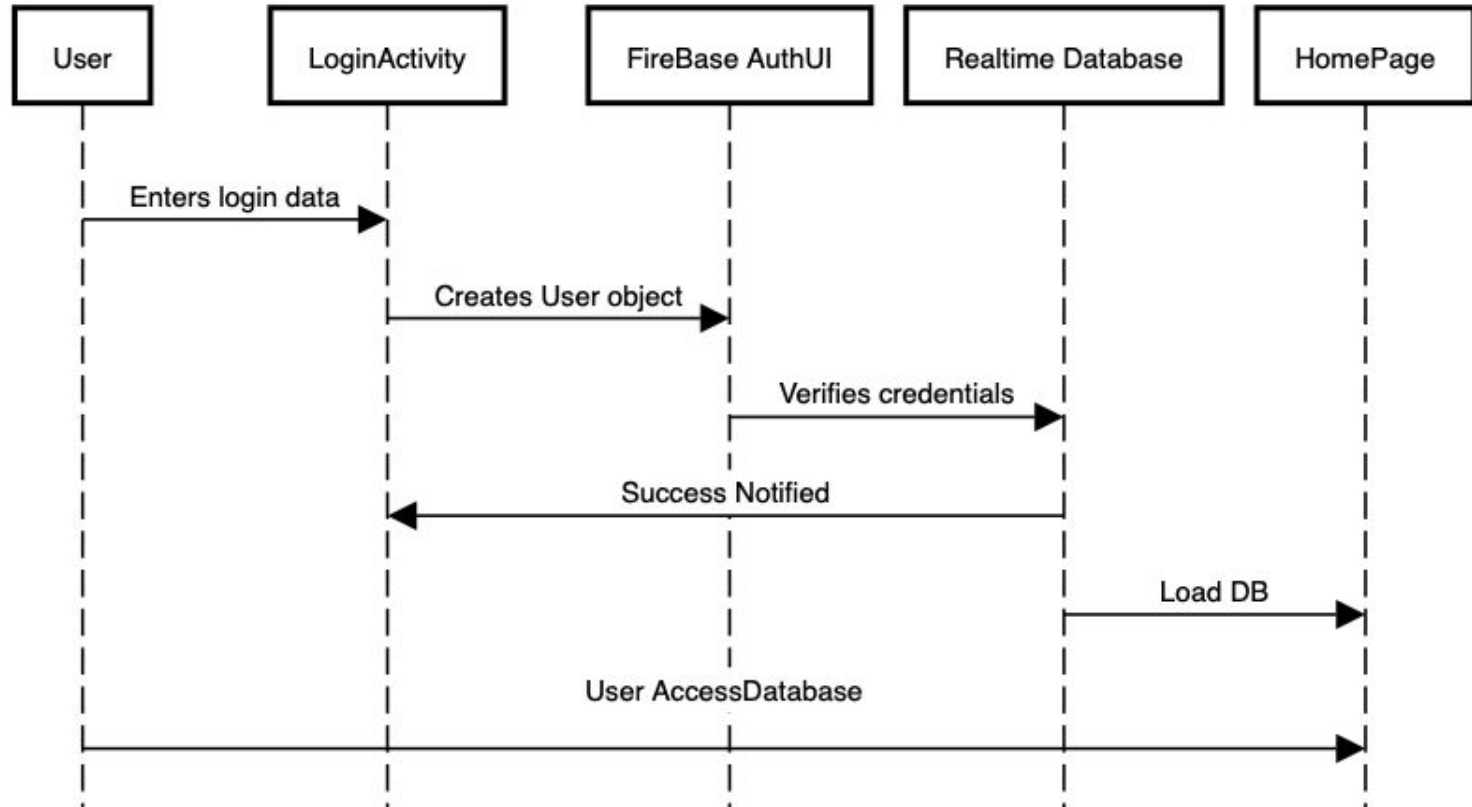 User
LoginActivity
FireBase AuthUI
Realtime Database
HomePage
Enters login data
Creates User object
Verifies credentials
Success Notified
Load DB
User AccessDatabase